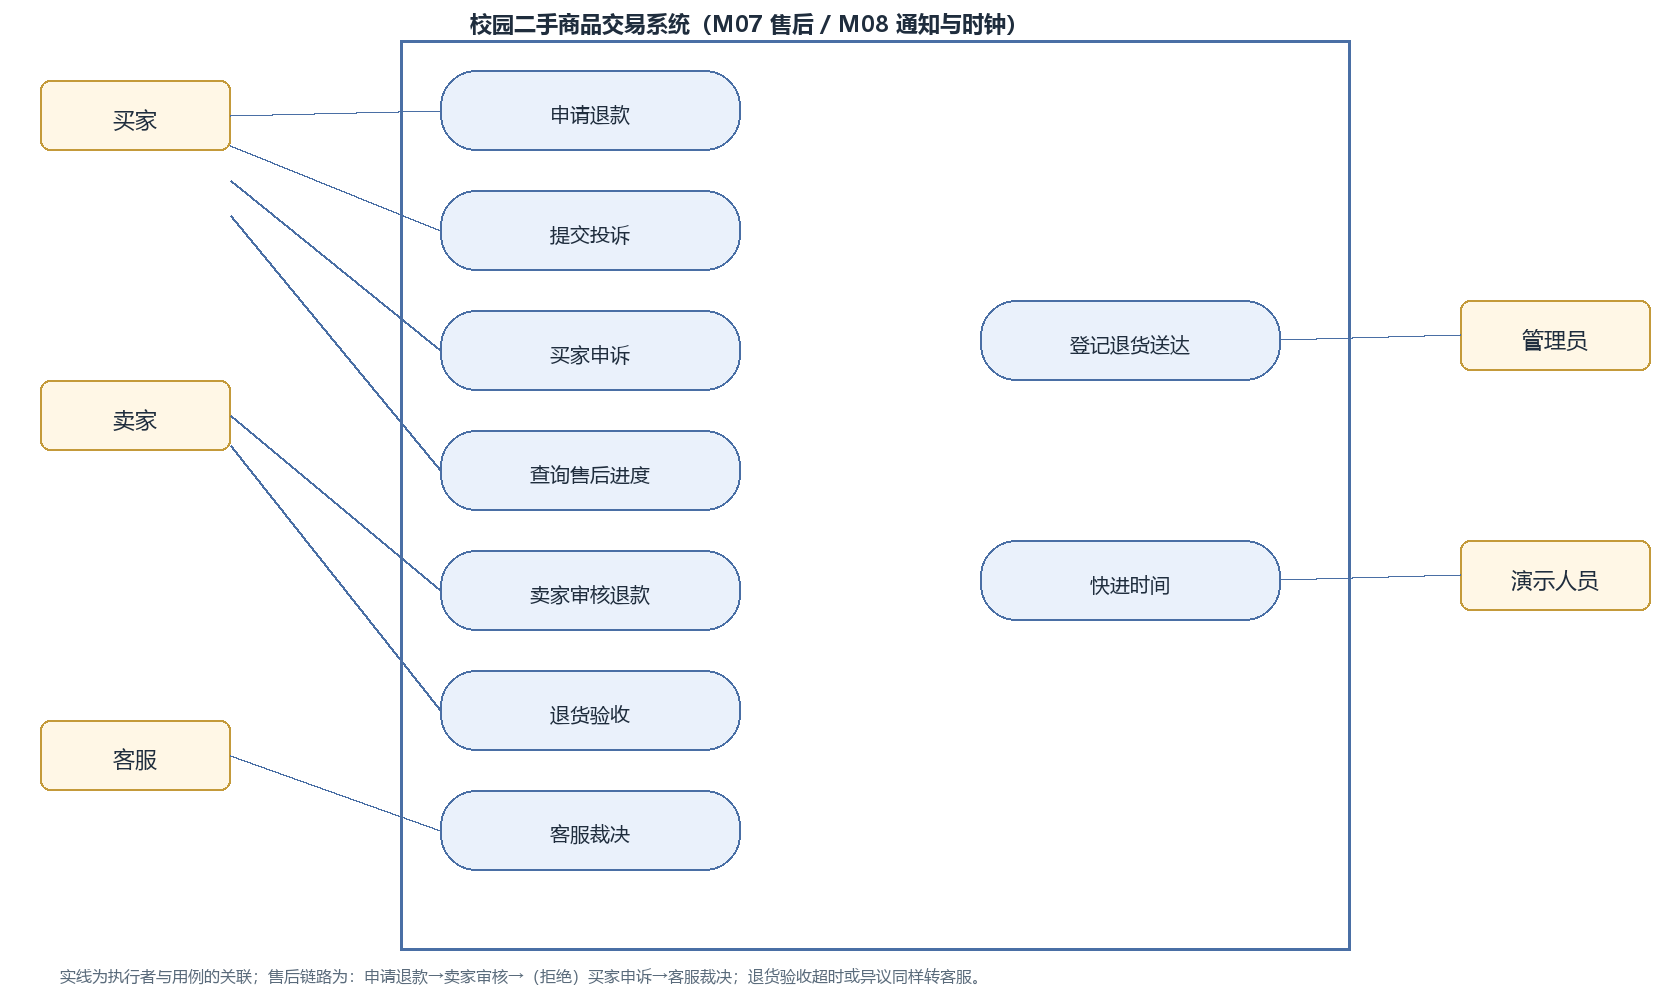 校园二手商品交易系统（M07 售后 / M08 通知与时钟）
买家
卖家
客服
申请退款
提交投诉
买家申诉
查询售后进度
卖家审核退款
退货验收
客服裁决
登记退货送达
快进时间
管理员
演示人员
实线为执行者与用例的关联；售后链路为：申请退款→卖家审核→（拒绝）买家申诉→客服裁决；退货验收超时或异议同样转客服。